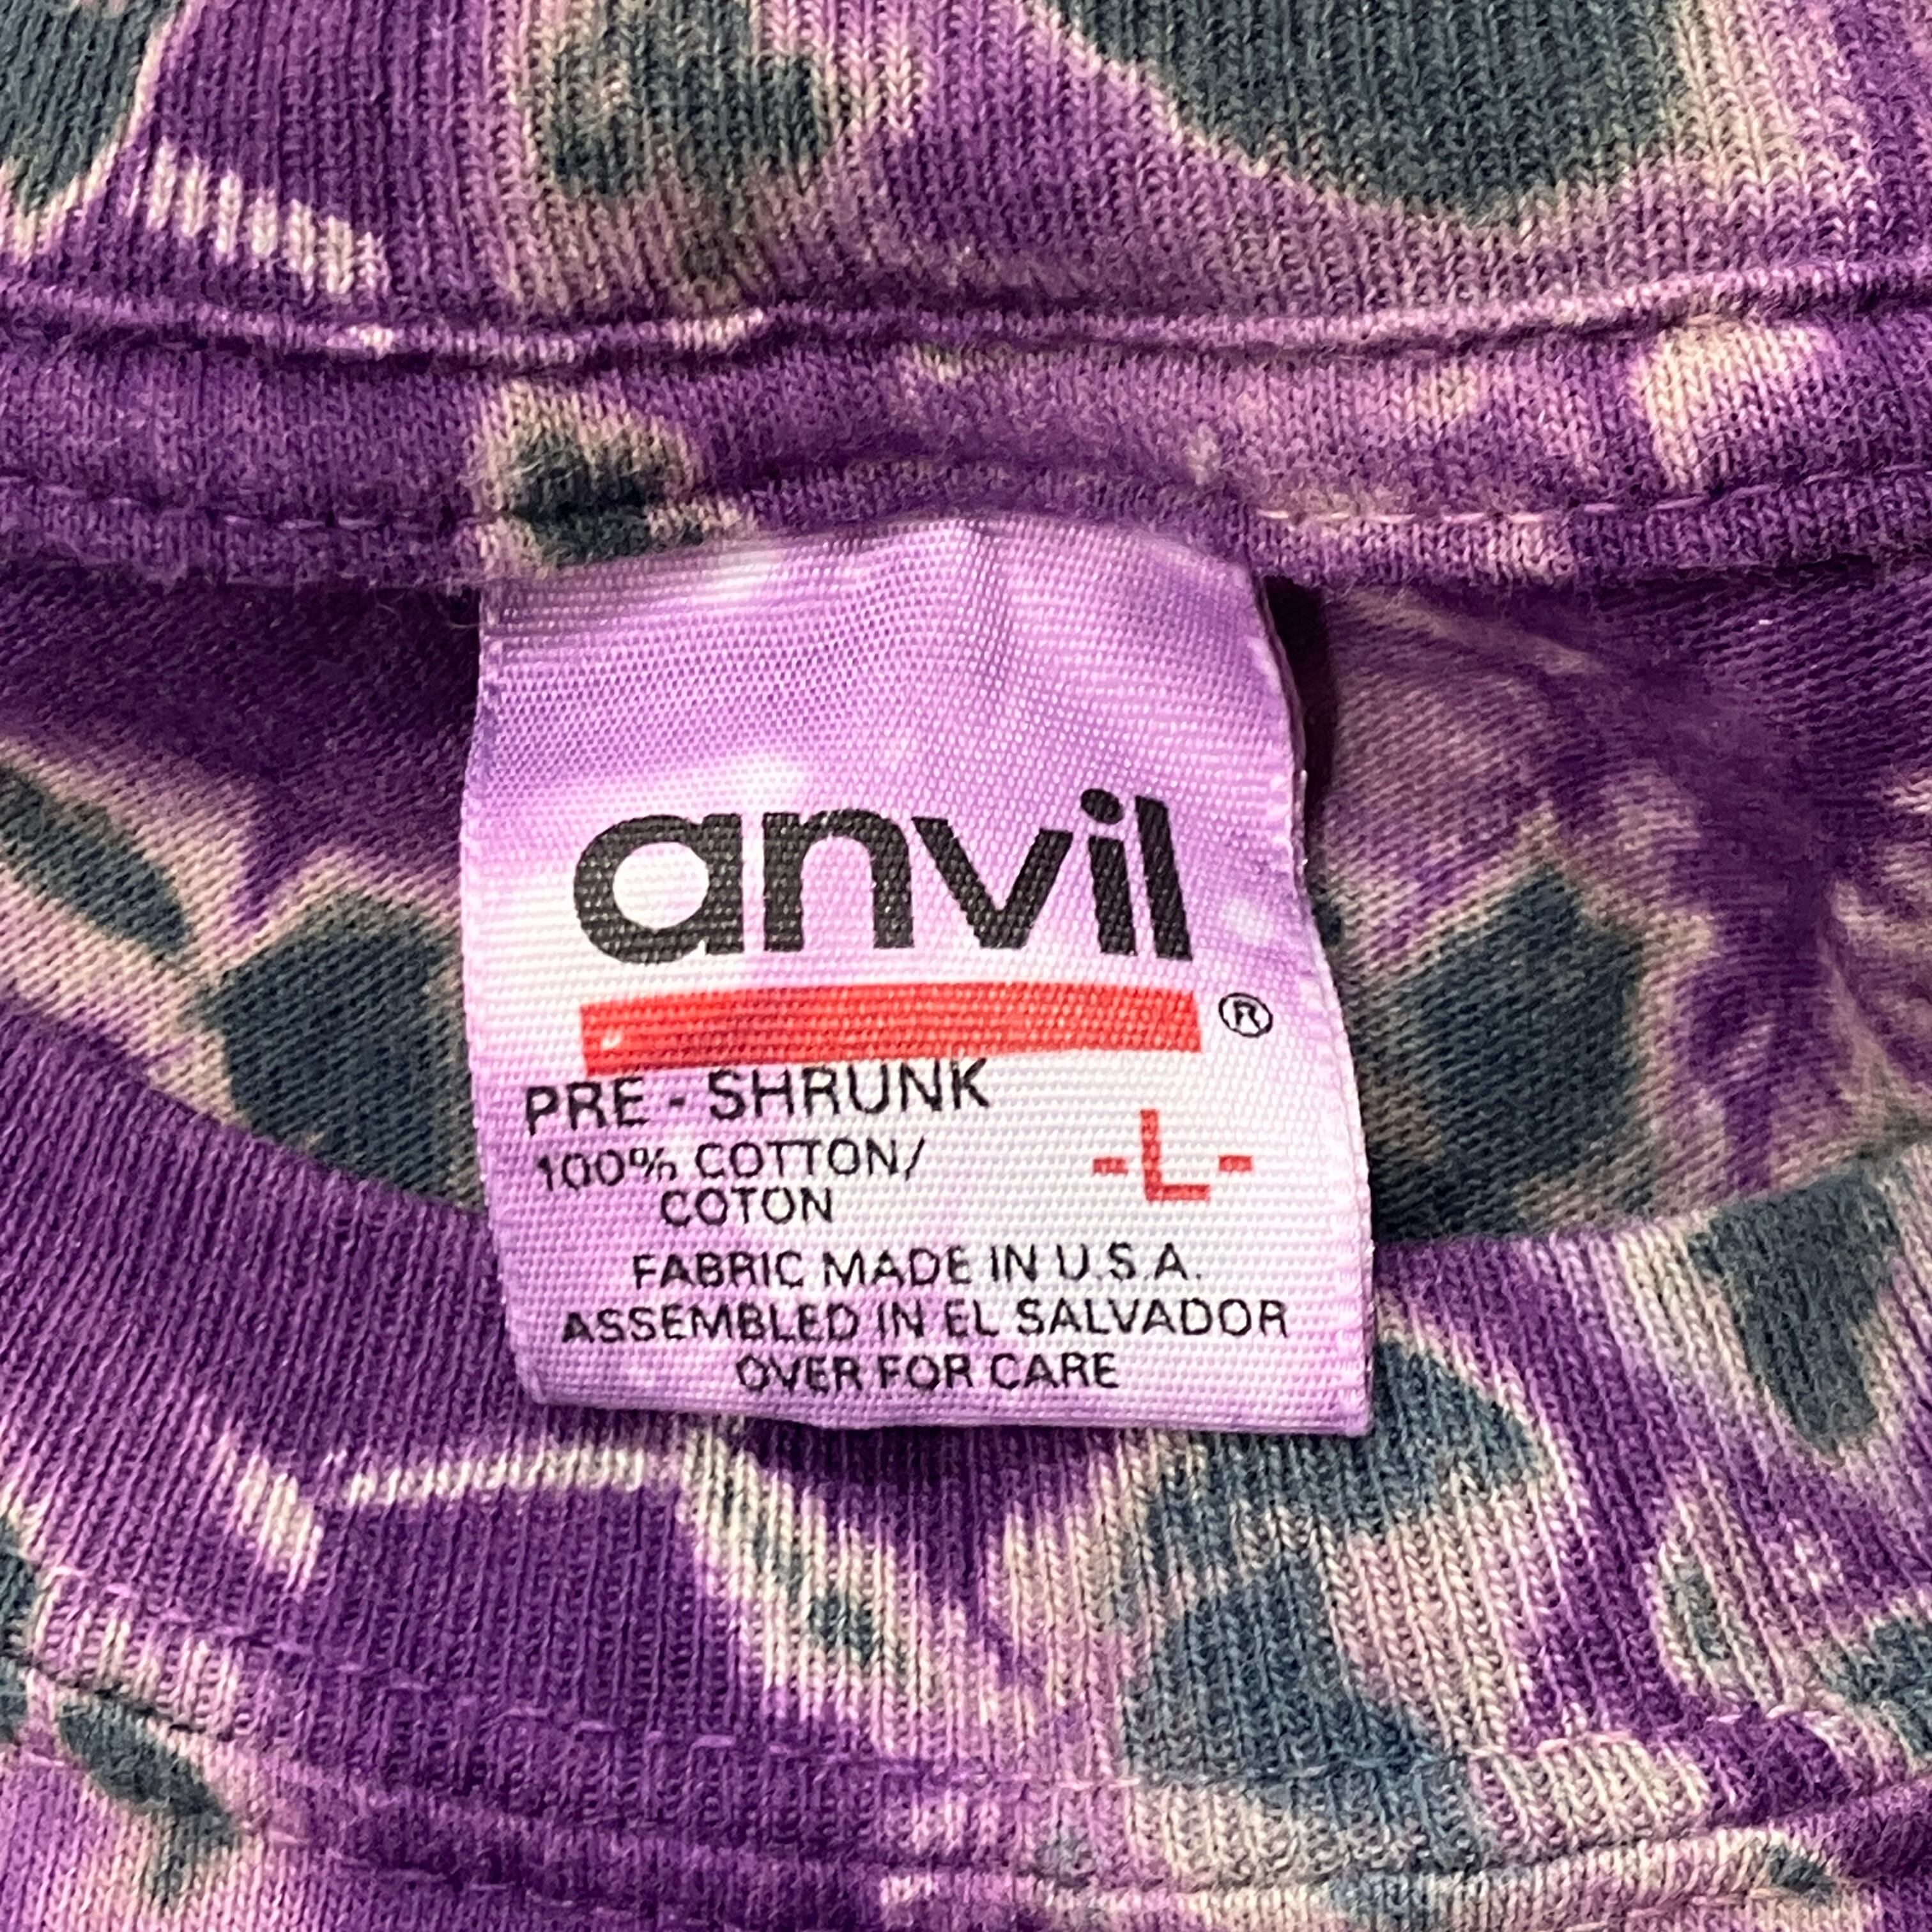 anvil
®
PRE - SHRUNK
100% COTTON/
COTON
-L-
FABRIC MADE IN U.S.A.
ASSEMBLED IN EL SALVADOR
OVER FOR CARE